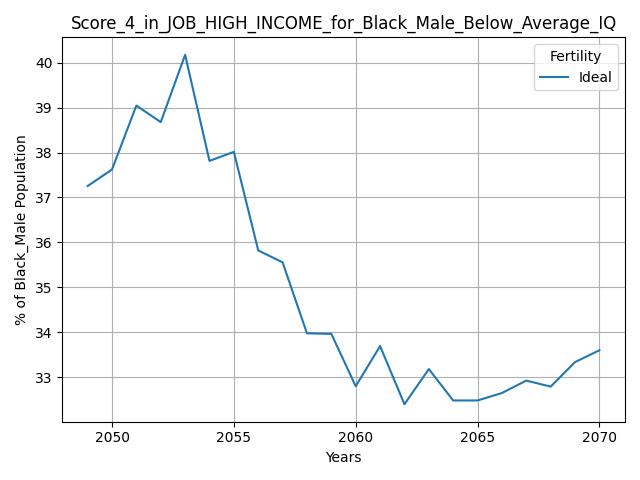 Score_4_in_JOB_HIGH_INCOME_for_Black_Male_Below_Average_IQ
Fertility
Ideal
% of Black_Male Population
40
39
38
37
36
35
34
33
2050
2055
2060
2065
2070
Years